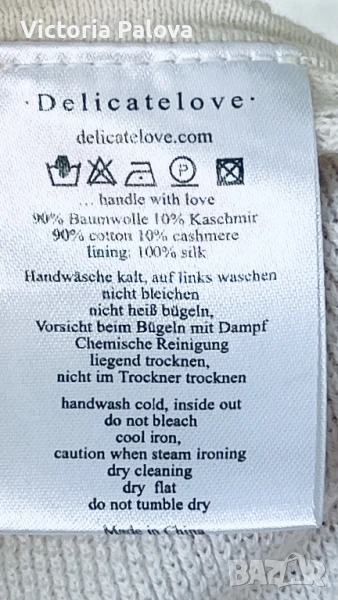 Victoria Palova
· Delicatelove ·
delicatelove.com
P
... handle with love
90% Baumwolle 10% Kaschmir
90% cotton 10% cashmere
lining: 100% silk
Handwäsche kalt, auf links waschen
nicht bleichen
nicht heiß bügeln,
Vorsicht beim Bügeln mit Dampf
Chemische Reinigung
liegend trocknen,
nicht im Trockner trocknen
handwash cold, inside out
do not bleach
cool iron,
caution when steam ironing
dry cleaning
dry flat
do not tumble dry
Made in China
BAZAR
bg